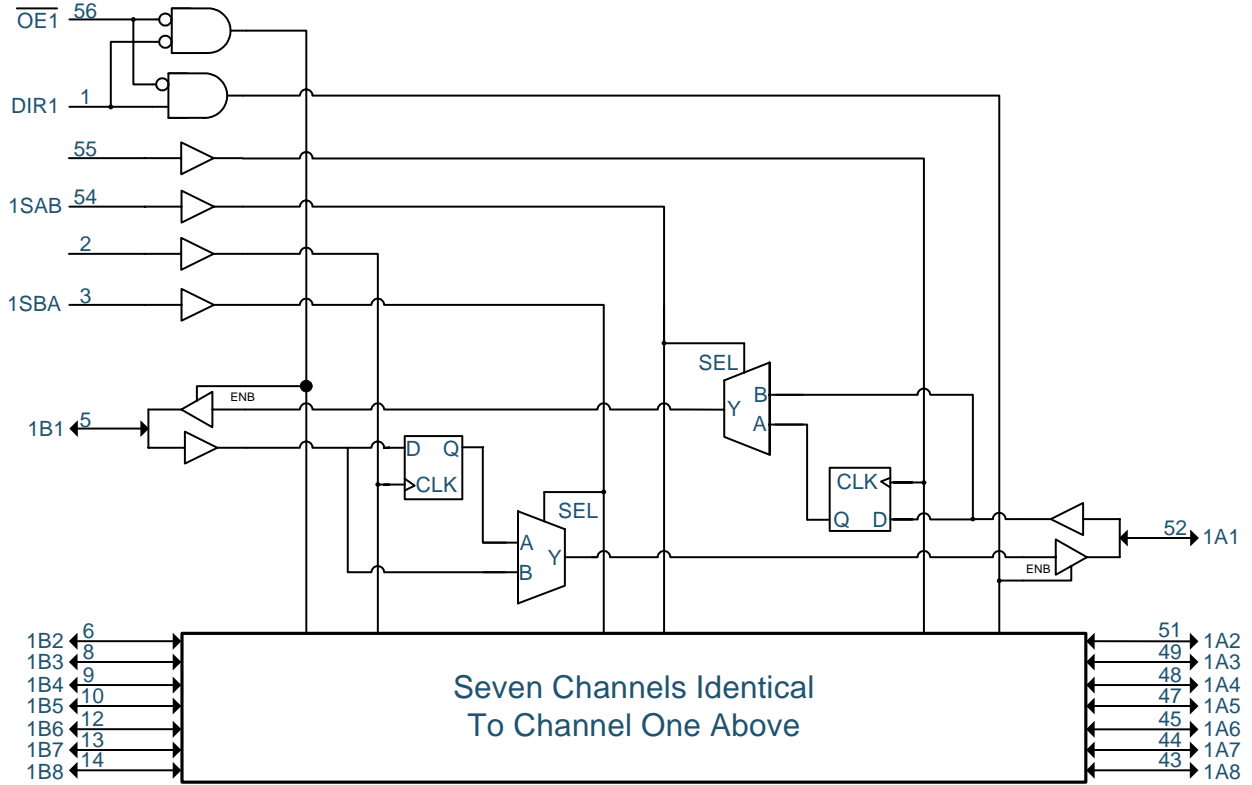 OE1 56
DIR1 1
55
1SAB 54
2
1SBA 3
SEL
B
Y
A
ENB
1B1 5
D Q
CLK
CLK
Q D
SEL
A
Y
B
52 1A1
ENB
1B2 6
1B3 8
1B4 9
1B5 10
1B6 12
1B7 13
1B8 14
Seven Channels Identical
To Channel One Above
51 1A2
49 1A3
48 1A4
47 1A5
45 1A6
44 1A7
43 1A8